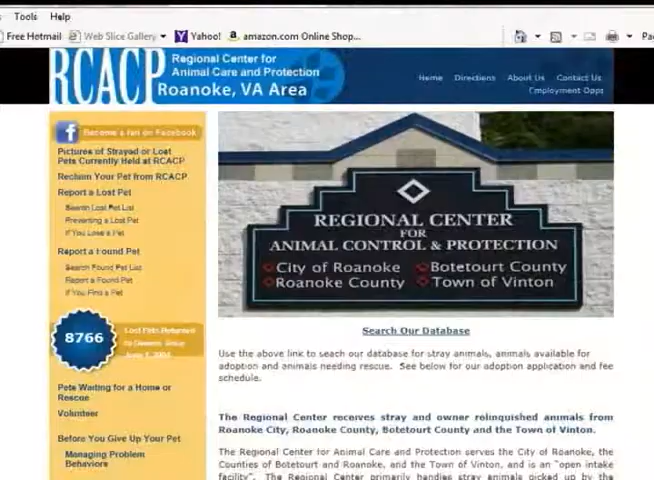 Tools Help
Free Hotmail Web Slice Gallery Yahoo! amazon.com Online Shop...
RCACP
Regional Center for
Animal Care and Protection
Roanoke, VA Area
Home Directions About Us Contact Us
Employment Opps
Become a fan on Facebook
Pictures of Strayed or Lost
Pets Currently Held at RCACP
Reclaim Your Pet from RCACP
Report a Lost Pet
Search Lost Pet List
Preventing a Lost Pet
If You Lose a Pet
Report a Found Pet
Search Found Pet List
Report a Found Pet
If You Find a Pet
8766
Lost Pets Returned
to Owners Since
Pets Waiting for a Home or
Rescue
Volunteer
Before You Give Up Your Pet
Managing Problem
Behaviors
REGIONAL CENTER
FOR
ANIMAL CONTROL & PROTECTION
City of Roanoke Botetourt County
Roanoke County Town of Vinton
Search Our Database
Use the above link to seach our database for stray animals, animals available for
adoption and animals needing rescue. See below for our adoption application and fee
schedule.
The Regional Center receives stray and owner relinquished animals from
Roanoke City, Roanoke County, Botetourt County and the Town of Vinton.
The Regional Center for Animal Care and Protection serves the City of Roanoke, the
Counties of Botetourt and Roanoke, and the Town of Vinton, and is an "open intake
facility". The Regional Center primarily handles stray animals picked up by the